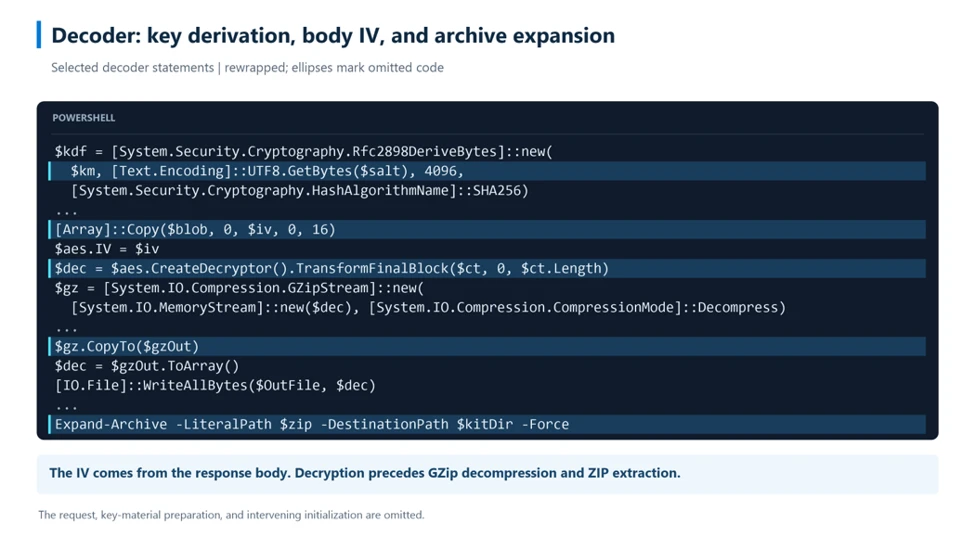 Decoder: key derivation, body IV, and archive expansion
Selected decoder statements | rewrapped; ellipses mark omitted code
POWERSHELL
$kdf = [System.Security.Cryptography.Rfc2898DeriveBytes]::new(
$km, [Text.Encoding]::UTF8.GetBytes($salt), 4096,
[System.Security.Cryptography.HashAlgorithmName]::SHA256)
...
[Array]::Copy($blob, 0, $iv, 0, 16)
$aes.IV = $iv
$dec = $aes.CreateDecryptor().TransformFinalBlock($ct, 0, $ct.Length)
$gz = [System.IO.Compression.GZipStream]::new(
[System.IO.MemoryStream]::new($dec), [System.IO.Compression.CompressionMode]::Decompress)
...
$gz.CopyTo($gzOut)
$dec = $gzOut.ToArray()
[IO.File]::WriteAllBytes($OutFile, $dec)
...
Expand-Archive -LiteralPath $zip -DestinationPath $kitDir -Force
The IV comes from the response body. Decryption precedes GZip decompression and ZIP extraction.
The request, key-material preparation, and intervening initialization are omitted.